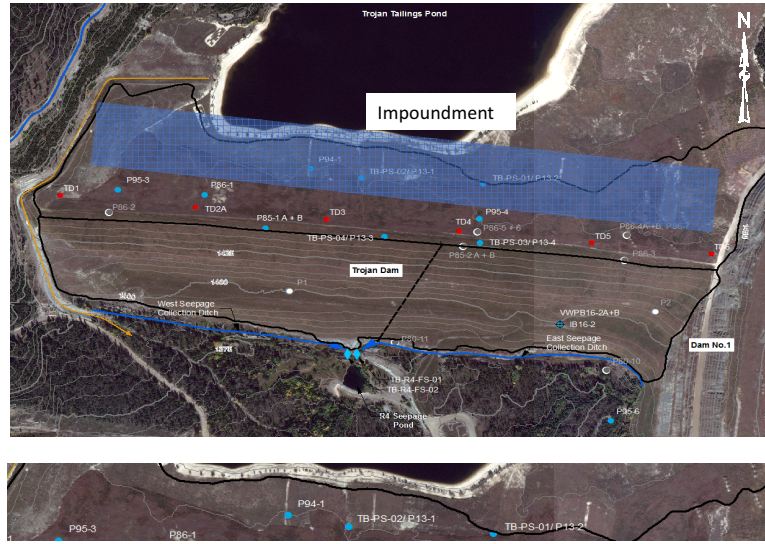 Trojan Tailings Pond
N
Impoundment
P94-1
TB-PS-02/ P13-1
TB-PS-01/ P13-2
P95-3
P86-1
TD1
P86-2
TD2A
TD3
P95-4
P85-1 A + B
TD4
TB-PS-04/ P13-3
TB-PS-03/ P13-4
P85-2 A + B
TD5
P86-3
Trojan Dam
P1
West Seepage
Collection Ditch
VWPB16-2A+B
IB16-2
P2
East Seepage
Collection Ditch
Dam No.1
TB-R4-FS-01
TB-R4-FS-02
R4 Seepage
Pond
P95-6
P94-1
TB-PS-02/ P13-1
TB-PS-01/ P13-2
P95-3
P86-1